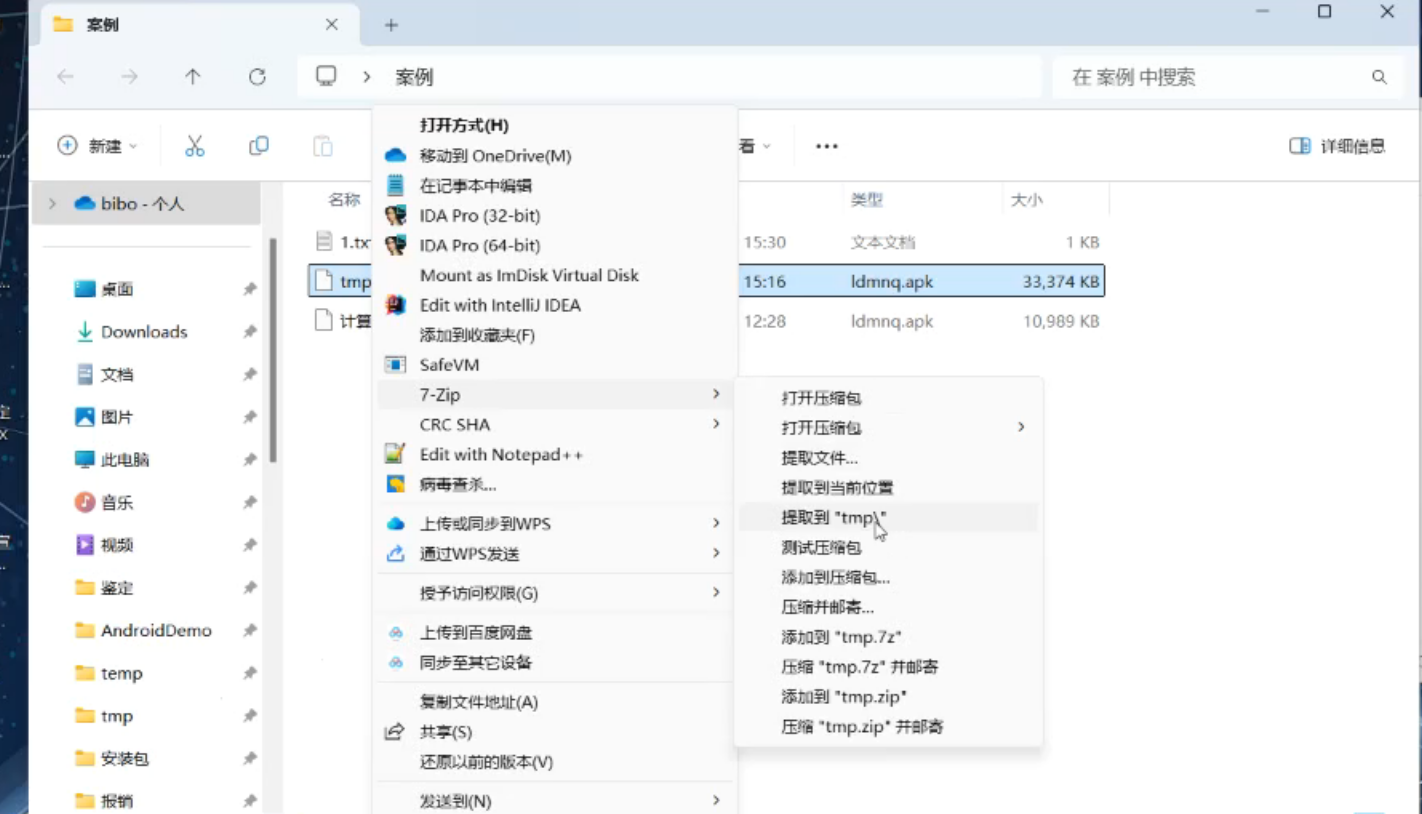 案例
案例
在 案例 中搜索
新建
看
详细信息
bibo - 个人
桌面
Downloads
文档
图片
此电脑
音乐
视频
鉴定
AndroidDemo
temp
tmp
安装包
报销
名称
类型
大小
1.tx
15:30
文本文档
1 KB
tmp
15:16
ldmnq.apk
33,374 KB
计算
12:28
ldmnq.apk
10,989 KB
打开方式(H)
移动到 OneDrive(M)
在记事本中编辑
IDA Pro (32-bit)
IDA Pro (64-bit)
Mount as ImDisk Virtual Disk
Edit with IntelliJ IDEA
添加到收藏夹(F)
SafeVM
7-Zip
CRC SHA
Edit with Notepad++
病毒查杀...
上传或同步到WPS
通过WPS发送
授予访问权限(G)
上传到百度网盘
同步至其它设备
复制文件地址(A)
共享(S)
还原以前的版本(V)
发送到(N)
打开压缩包
打开压缩包
提取文件...
提取到当前位置
提取到 "tmp\"
测试压缩包
添加到压缩包...
压缩并邮寄...
添加到 "tmp.7z"
压缩 "tmp.7z" 并邮寄
添加到 "tmp.zip"
压缩 "tmp.zip" 并邮寄